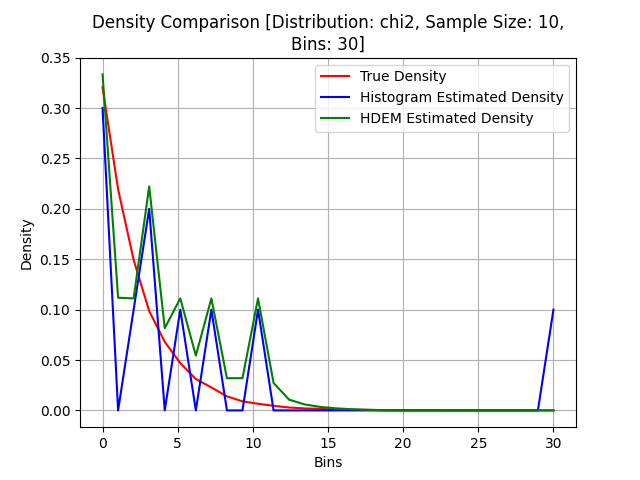 Density Comparison [Distribution: chi2, Sample Size: 10,
Bins: 30]
True Density
Histogram Estimated Density
HDEM Estimated Density
Density
0.35
0.30
0.25
0.20
0.15
0.10
0.05
0.00
0 5 10 15 20 25 30
Bins